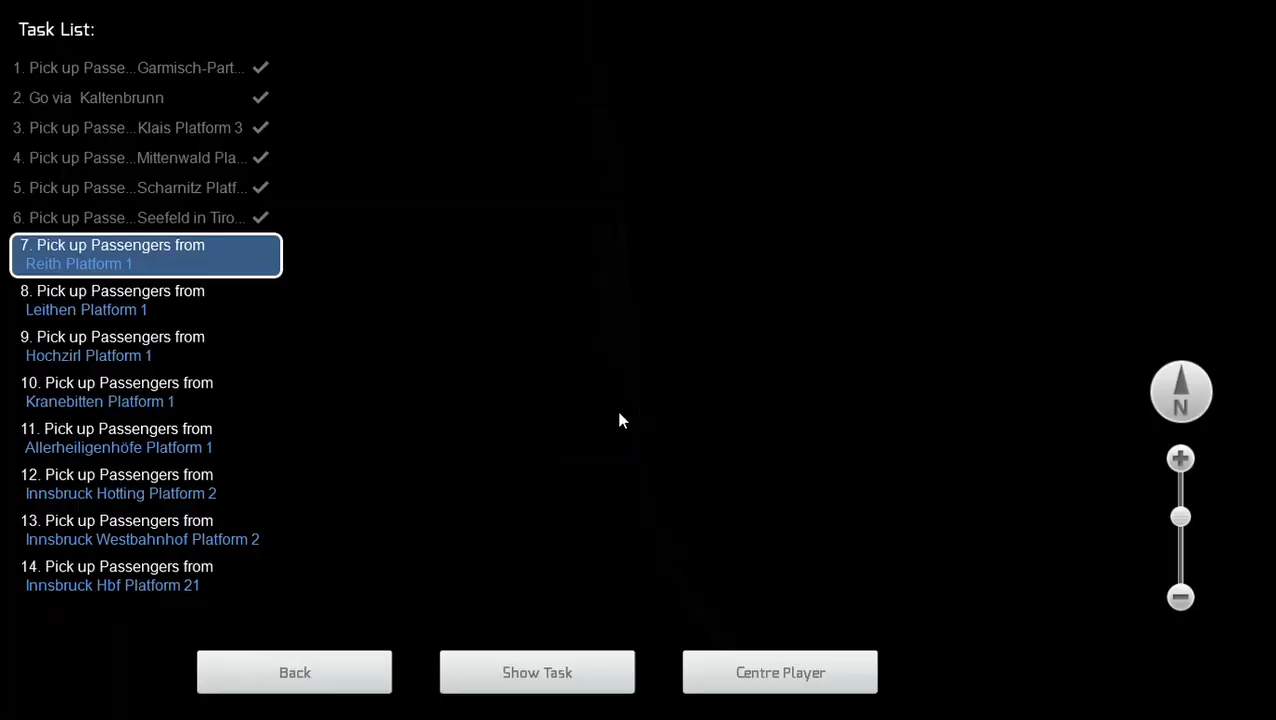 Task List:
1. Pick up Passe...Garmisch-Part...
2. Go via Kaltenbrunn
3. Pick up Passe...Klais Platform 3
4. Pick up Passe...Mittenwald Pla...
5. Pick up Passe...Scharnitz Platf...
6. Pick up Passe...Seefeld in Tiro...
7. Pick up Passengers from
Reith Platform 1
8. Pick up Passengers from
Leithen Platform 1
9. Pick up Passengers from
Hochzirl Platform 1
10. Pick up Passengers from
Kranebitten Platform 1
11. Pick up Passengers from
Allerheiligenhöfe Platform 1
12. Pick up Passengers from
Innsbruck Hotting Platform 2
13. Pick up Passengers from
Innsbruck Westbahnhof Platform 2
14. Pick up Passengers from
Innsbruck Hbf Platform 21
N
Back
Show Task
Centre Player